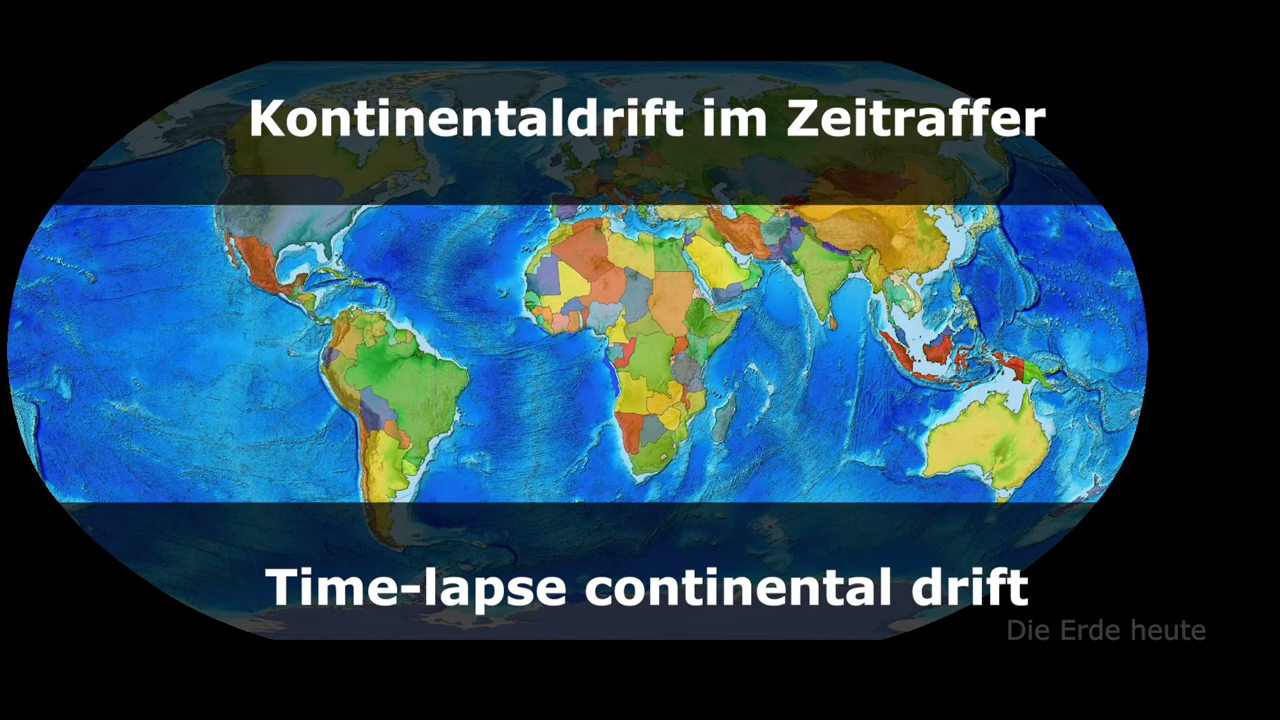 Kontinentaldrift im Zeitraffer
Time-lapse continental drift
Die Erde heute